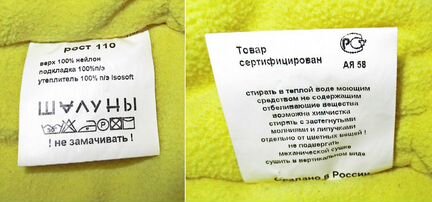 рост 110
верх 100% нейлон
подкладка 100%п/э
утеплитель 100% п/э Isosoft
ШАЛУНЫ
! не замачивать !
Товар
сертифицирован
РСТ
АЯ 58
стирать в теплой воде моющим
средством не содержащим
отбеливающие вещества
возможна химчистка
стирать с застегнутыми
молниями и липучками
отдельно от цветных вещей !
не подвергать
механической сушке
сушить в вертикальном виде
Сделано в России